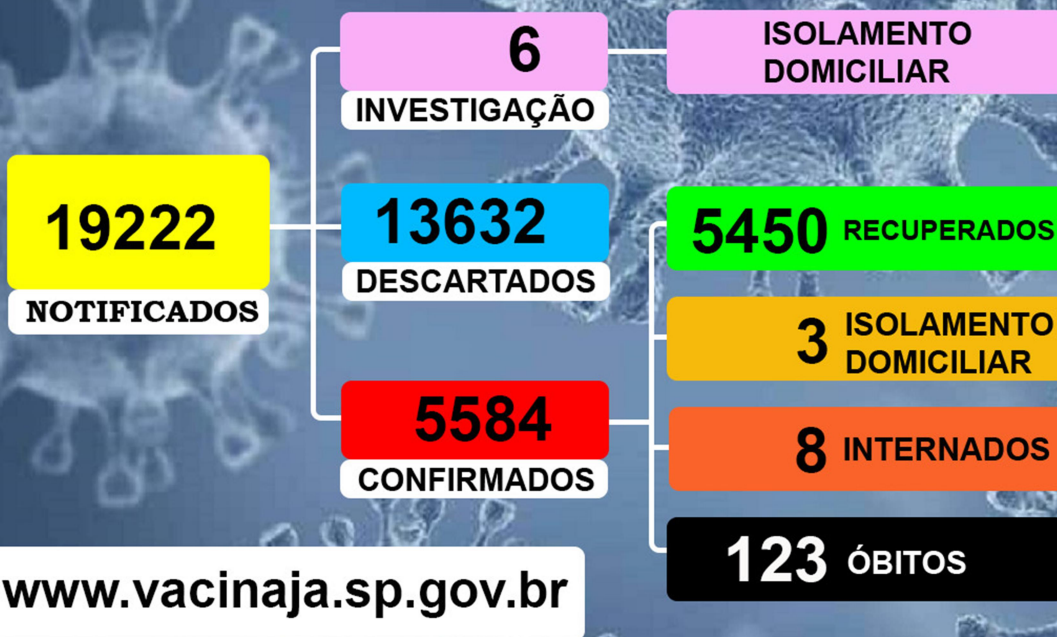 19222
NOTIFICADOS
6
INVESTIGAÇÃO
ISOLAMENTO
DOMICILIAR
13632
DESCARTADOS
5584
CONFIRMADOS
5450 RECUPERADOS
3 ISOLAMENTO
DOMICILIAR
8 INTERNADOS
123 ÓBITOS
www.vacinaja.sp.gov.br